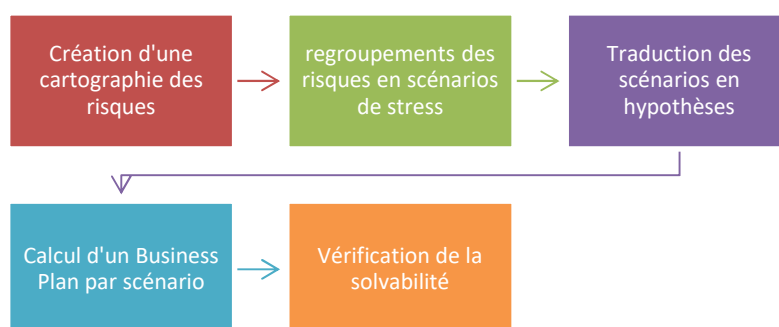 Création d'une
cartographie des
risques
regroupements des
risques en scénarios
de stress
Traduction des
scénarios en
hypothèses
Calcul d'un Business
Plan par scénario
Vérification de la
solvabilité